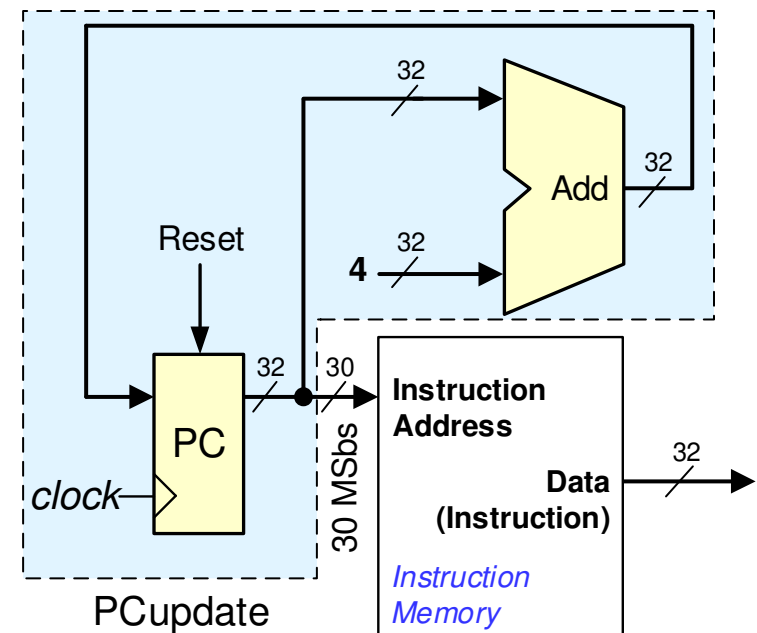 32
32
Add
Reset
32
4
32
30
Instruction
Address
PC
32
Data
(Instruction)
clock
30 MSbs
Instruction
Memory
PCupdate